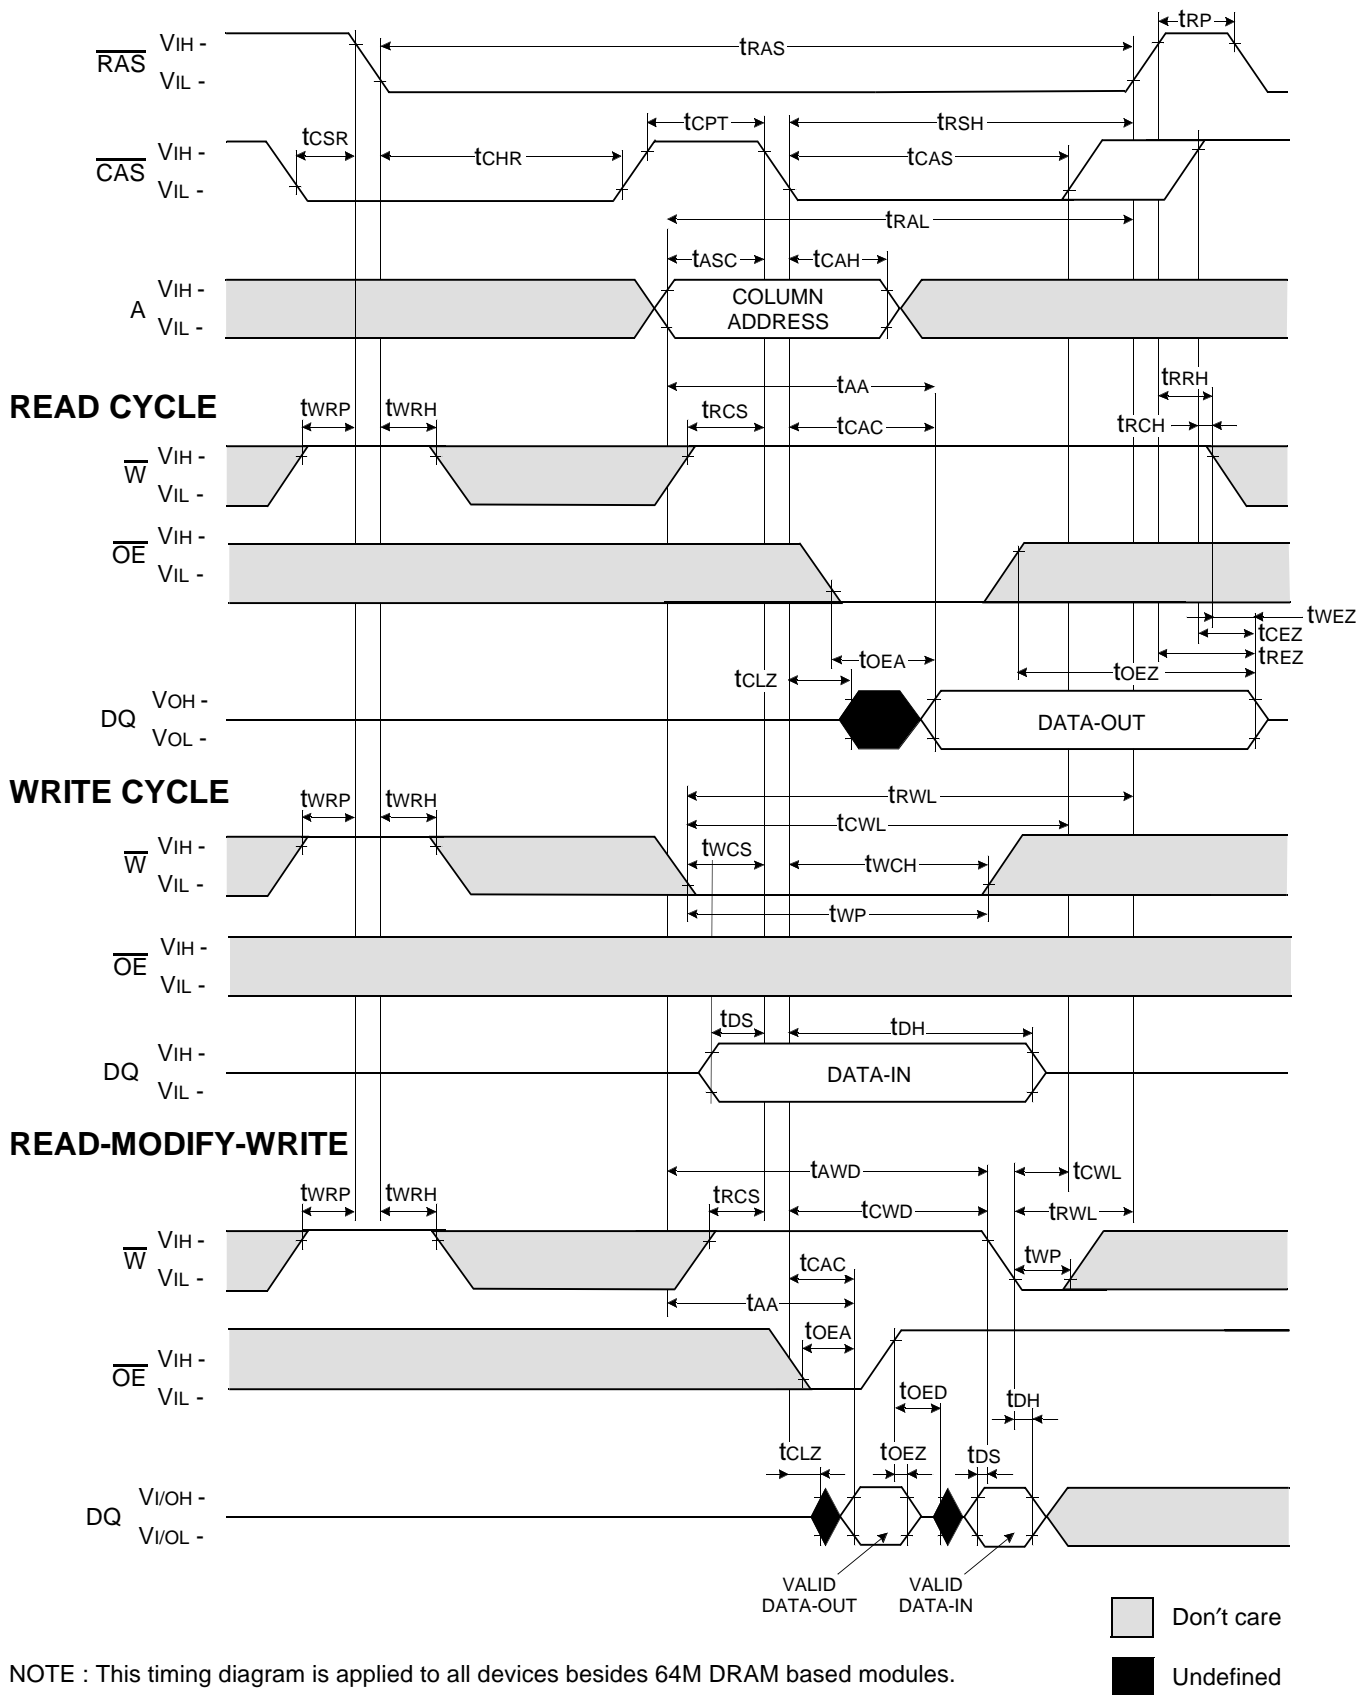 tRP
RAS
VIH -
VIL -
tRAS
tCPT
tRSH
tCSR
CAS
VIH -
VIL -
tCHR
tCAS
tRAL
tASC
tCAH
A
VIH -
VIL -
COLUMN
ADDRESS
READ CYCLE
tAA
tRRH
tWRP
tWRH
tRCS
tCAC
tRCH
W
VIH -
VIL -
OE
VIH -
VIL -
tWEZ
tCEZ
tREZ
tOEA
tOEZ
tCLZ
DQ
VOH -
VOL -
DATA-OUT
WRITE CYCLE
tWRP
tWRH
tRWL
tCWL
W
VIH -
VIL -
tWCS
tWCH
tWP
OE
VIH -
VIL -
tDS
tDH
DQ
VIH -
VIL -
DATA-IN
READ-MODIFY-WRITE
tAWD
tCWL
tWRP
tWRH
tRCS
tCWD
tRWL
W
VIH -
VIL -
tCAC
tWP
tAA
tOEA
OE
VIH -
VIL -
tOED
tDH
tCLZ
tOEZ
tDS
DQ
VI/OH -
VI/OL -
VALID
DATA-OUT
VALID
DATA-IN
Don′t care
NOTE : This timing diagram is applied to all devices besides 64M DRAM based modules.
Undefined